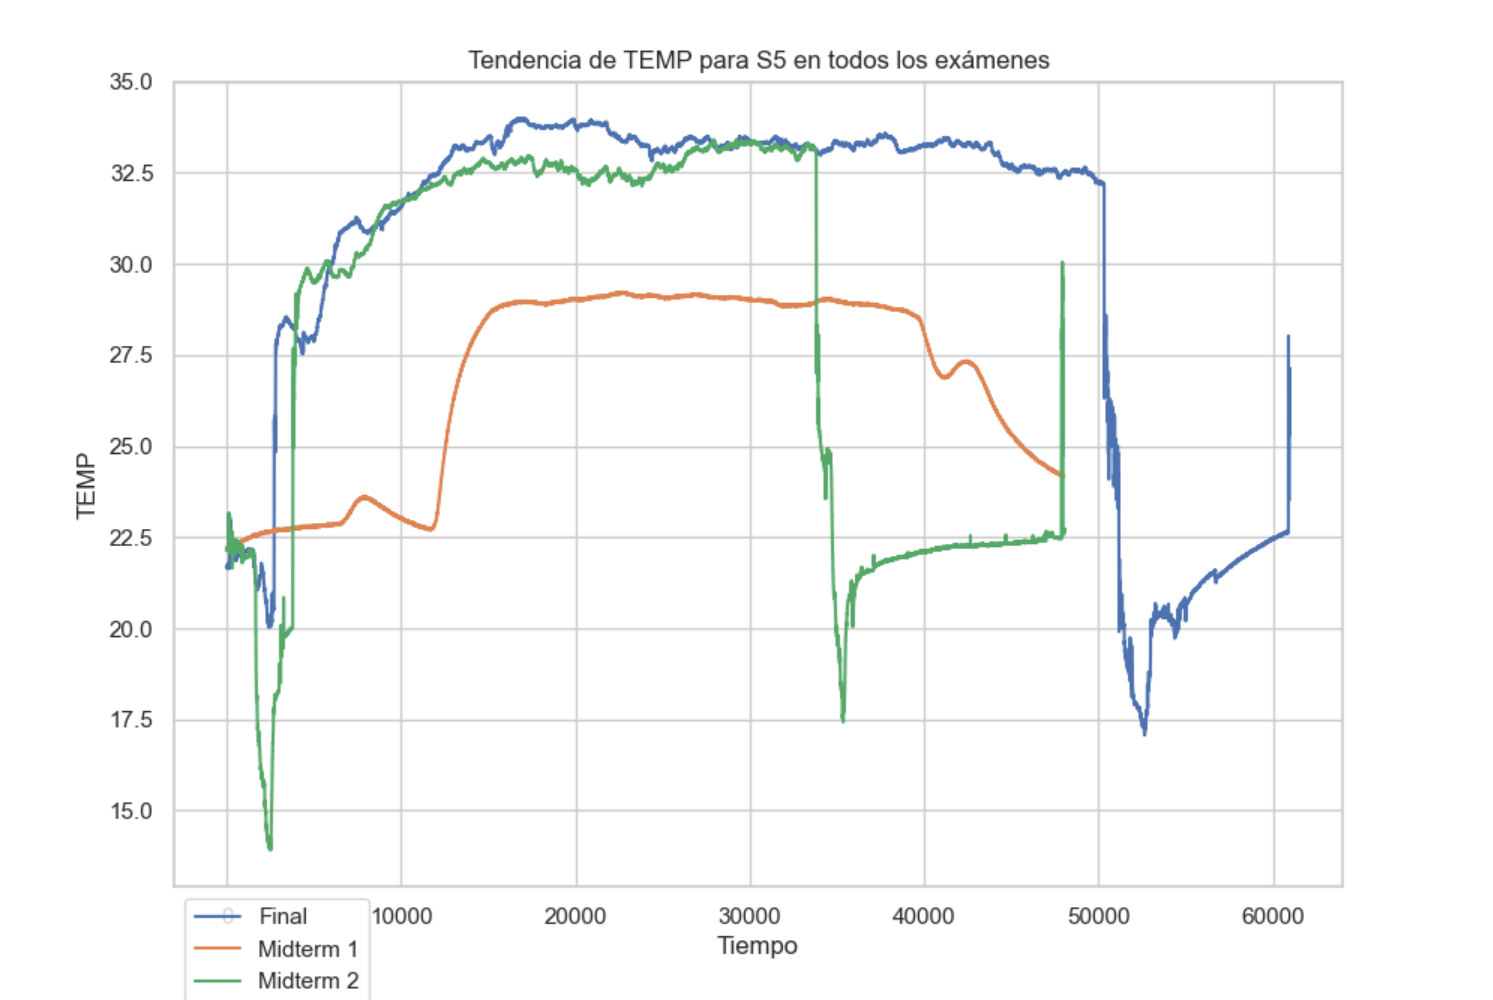 Tendencia de TEMP para S5 en todos los exámenes
35.0
32.5
30.0
27.5
25.0
22.5
20.0
17.5
15.0
TEMP
0 10000 20000 30000 40000 50000 60000
Tiempo
Final
Midterm 1
Midterm 2